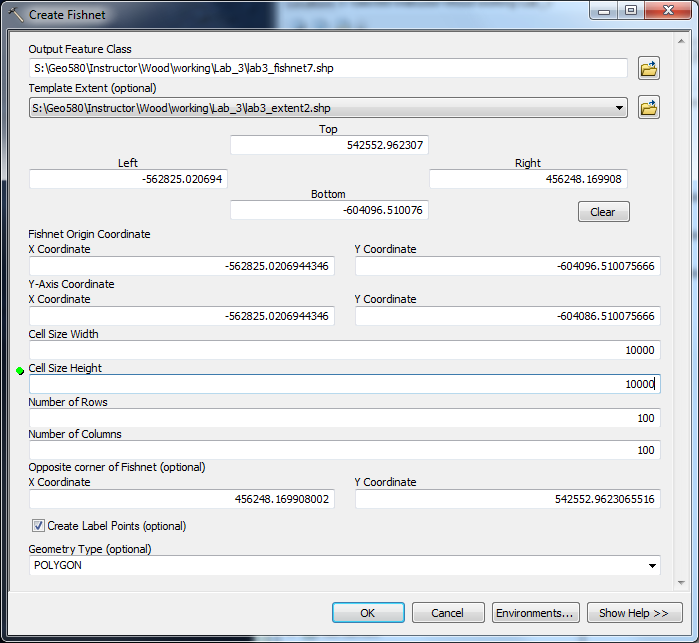 Create Fishnet
Output Feature Class
S:\Geo580\Instructor\Wood\working\Lab_3\lab3_fishnet7.shp
Template Extent (optional)
S:\Geo580\Instructor\Wood\working\Lab_3\lab3_extent2.shp
Top
542552.962307
Left Right
-562825.020694 456248.169908
Bottom
-604096.510076
Clear
Fishnet Origin Coordinate
X Coordinate Y Coordinate
-562825.0206944346 -604096.510075666
Y-Axis Coordinate
X Coordinate Y Coordinate
-562825.0206944346 -604086.510075666
Cell Size Width
10000
Cell Size Height
10000
Number of Rows
100
Number of Columns
100
Opposite corner of Fishnet (optional)
X Coordinate Y Coordinate
456248.169908002 542552.9623065516
Create Label Points (optional)
Geometry Type (optional)
POLYGON
OK Cancel Environments... Show Help >>